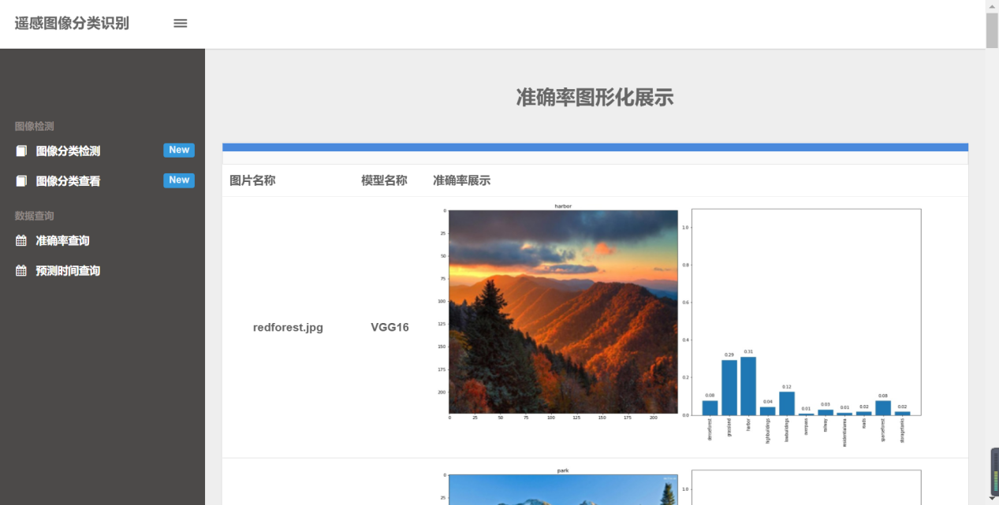 遥感图像分类识别
准确率图形化展示
图像检测
图像分类检测 New
图像分类查看 New
数据查询
准确率查询
预测时间查询
图片名称 模型名称 准确率展示
redforest.jpg VGG16
harbor
0
25
50
75
100
125
150
175
200
0 25 50 75 100 125 150 175 200
1.0
0.8
0.6
0.4
0.2
0.0
0.08 0.29 0.31 0.04 0.12 0.01 0.03 0.01 0.02 0.08 0.02
denseforest grassland harbor highbuildings lowbuildings overpass railway residentialarea roads sparseforest storagetanks
park
0
25
1.0